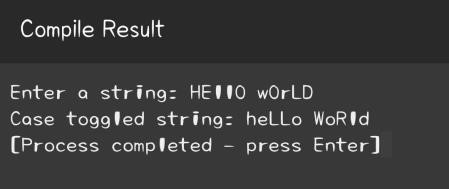 Compile Result
Enter a string: HEllO wOrLD
Case toggled string: heLLo WoRld
[Process completed - press Enter]